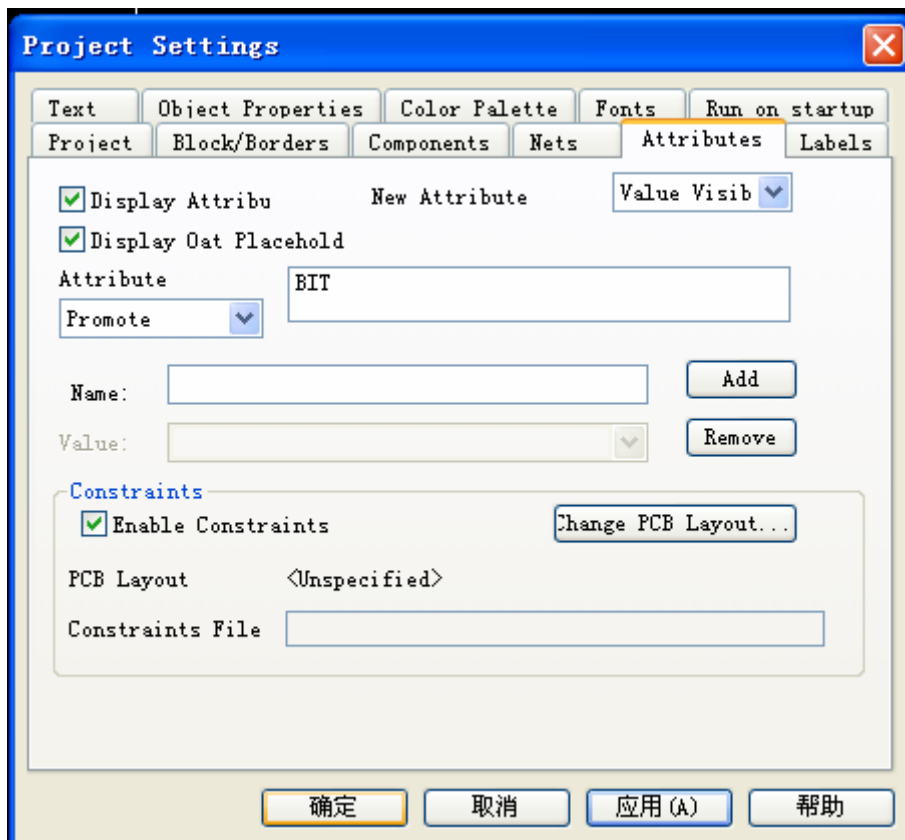 Project Settings
Text Object Properties Color Palette Fonts Run on startup
Project Block/Borders Components Nets Attributes Labels
Display Attribu New Attribute Value Visib
Display Oat Placehold
Attribute BIT
Promote
Name: Add
Value: Remove
Constraints
Enable Constraints Change PCB Layout...
PCB Layout <Unspecified>
Constraints File
确定 取消 应用(A) 帮助